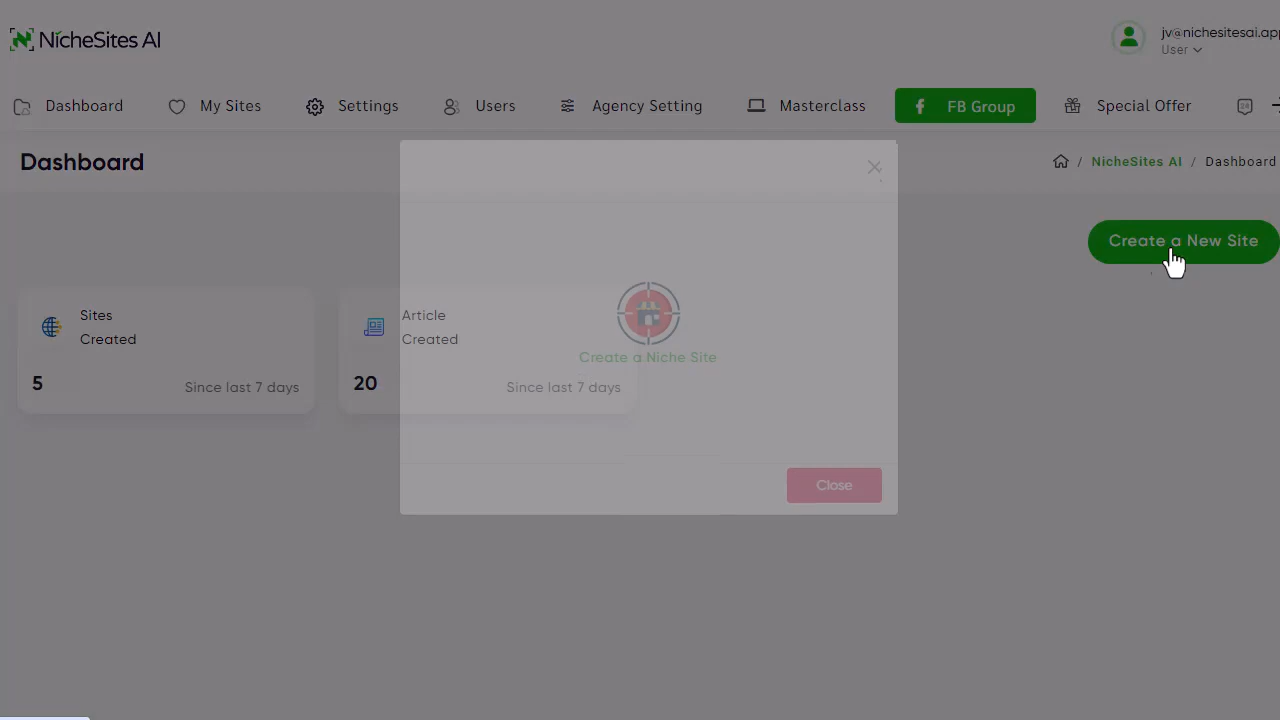 NicheSites AI
jv@nichesitesai.app
User
Dashboard
My Sites
Settings
Users
Agency Setting
Masterclass
FB Group
Special Offer
Dashboard
/ NicheSites AI / Dashboard
Create a New Site
Sites
Created
5
Since last 7 days
Article
Created
20
Since last 7 days
Create a Niche Site
Close